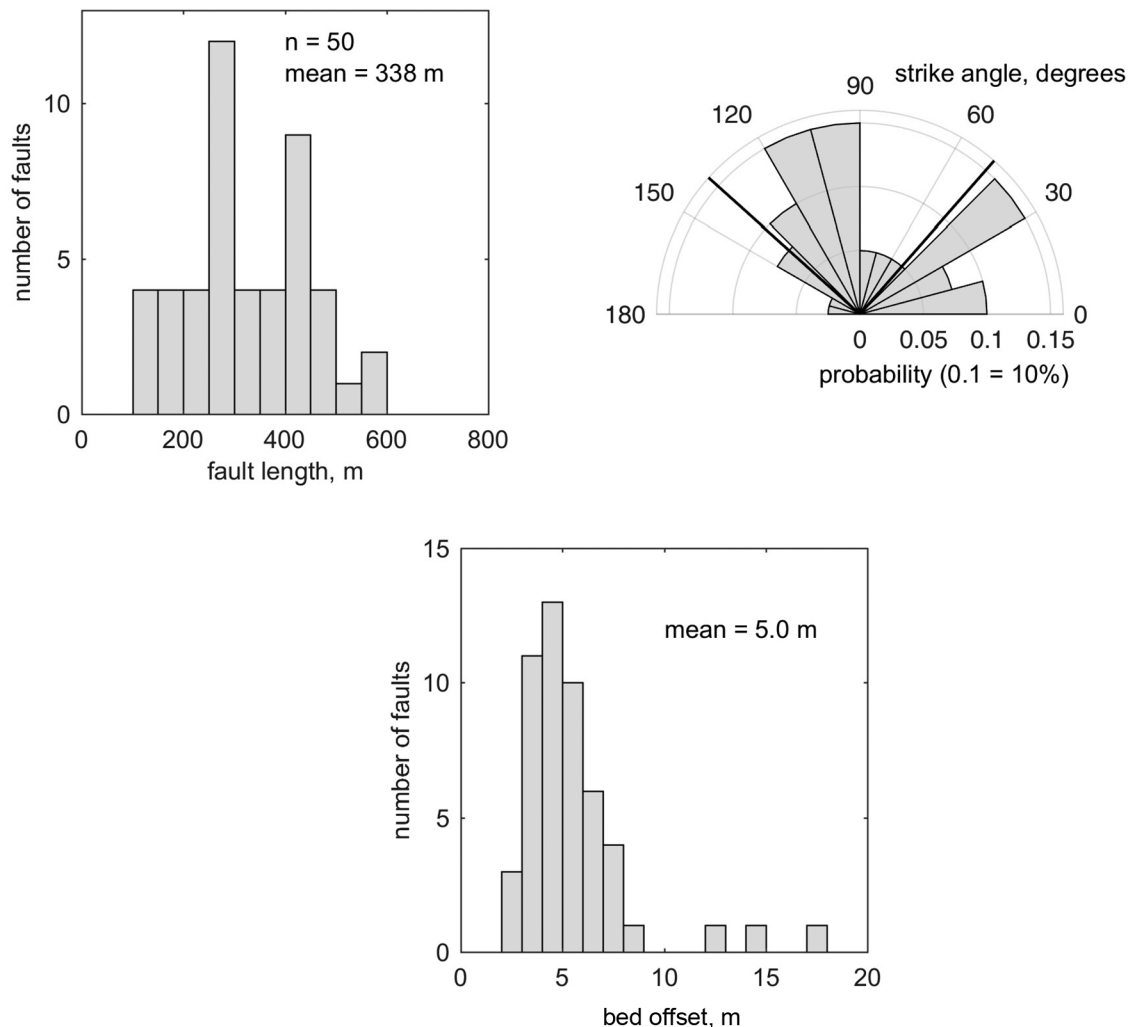 n = 50
mean = 338 m
10
5
0
number of faults
0 200 400 600 800
fault length, m
strike angle, degrees
90
120 60
150 30
180 0
0 0.05 0.1 0.15
probability (0.1 = 10%)
15
mean = 5.0 m
10
5
0
number of faults
0 5 10 15 20
bed offset, m